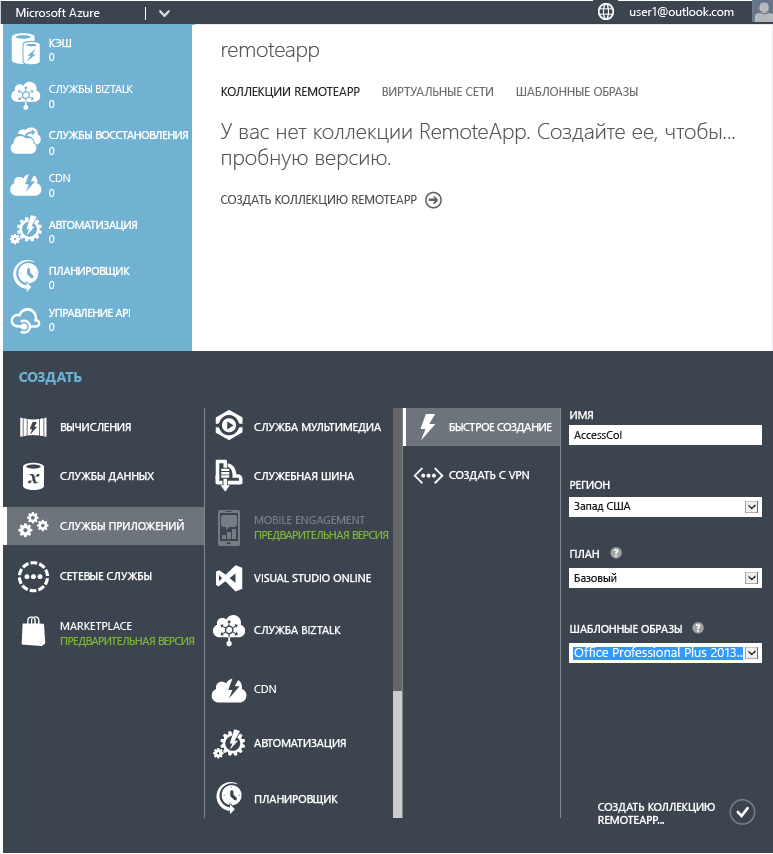 Microsoft Azure
user1@outlook.com
КЭШ
0
СЛУЖБЫ BIZTALK
0
СЛУЖБЫ ВОССТАНОВЛЕНИЯ
0
CDN
0
АВТОМАТИЗАЦИЯ
0
ПЛАНИРОВЩИК
0
УПРАВЛЕНИЕ API
0
remoteapp
КОЛЛЕКЦИИ REMOTEAPP
ВИРТУАЛЬНЫЕ СЕТИ
ШАБЛОННЫЕ ОБРАЗЫ
У вас нет коллекции RemoteApp. Создайте ее, чтобы...
пробную версию.
СОЗДАТЬ КОЛЛЕКЦИЮ REMOTEAPP
СОЗДАТЬ
ВЫЧИСЛЕНИЯ
СЛУЖБЫ ДАННЫХ
СЛУЖБЫ ПРИЛОЖЕНИЙ
СЕТЕВЫЕ СЛУЖБЫ
MARKETPLACE
ПРЕДВАРИТЕЛЬНАЯ ВЕРСИЯ
СЛУЖБА МУЛЬТИМЕДИА
СЛУЖЕБНАЯ ШИНА
MOBILE ENGAGEMENT
ПРЕДВАРИТЕЛЬНАЯ ВЕРСИЯ
VISUAL STUDIO ONLINE
СЛУЖБА BIZTALK
CDN
АВТОМАТИЗАЦИЯ
ПЛАНИРОВЩИК
БЫСТРОЕ СОЗДАНИЕ
СОЗДАТЬ С VPN
ИМЯ
AccessCol
РЕГИОН
Запад США
ПЛАН ?
Базовый
ШАБЛОННЫЕ ОБРАЗЫ ?
Office Professional Plus 2013...
СОЗДАТЬ КОЛЛЕКЦИЮ
REMOTEAPP...